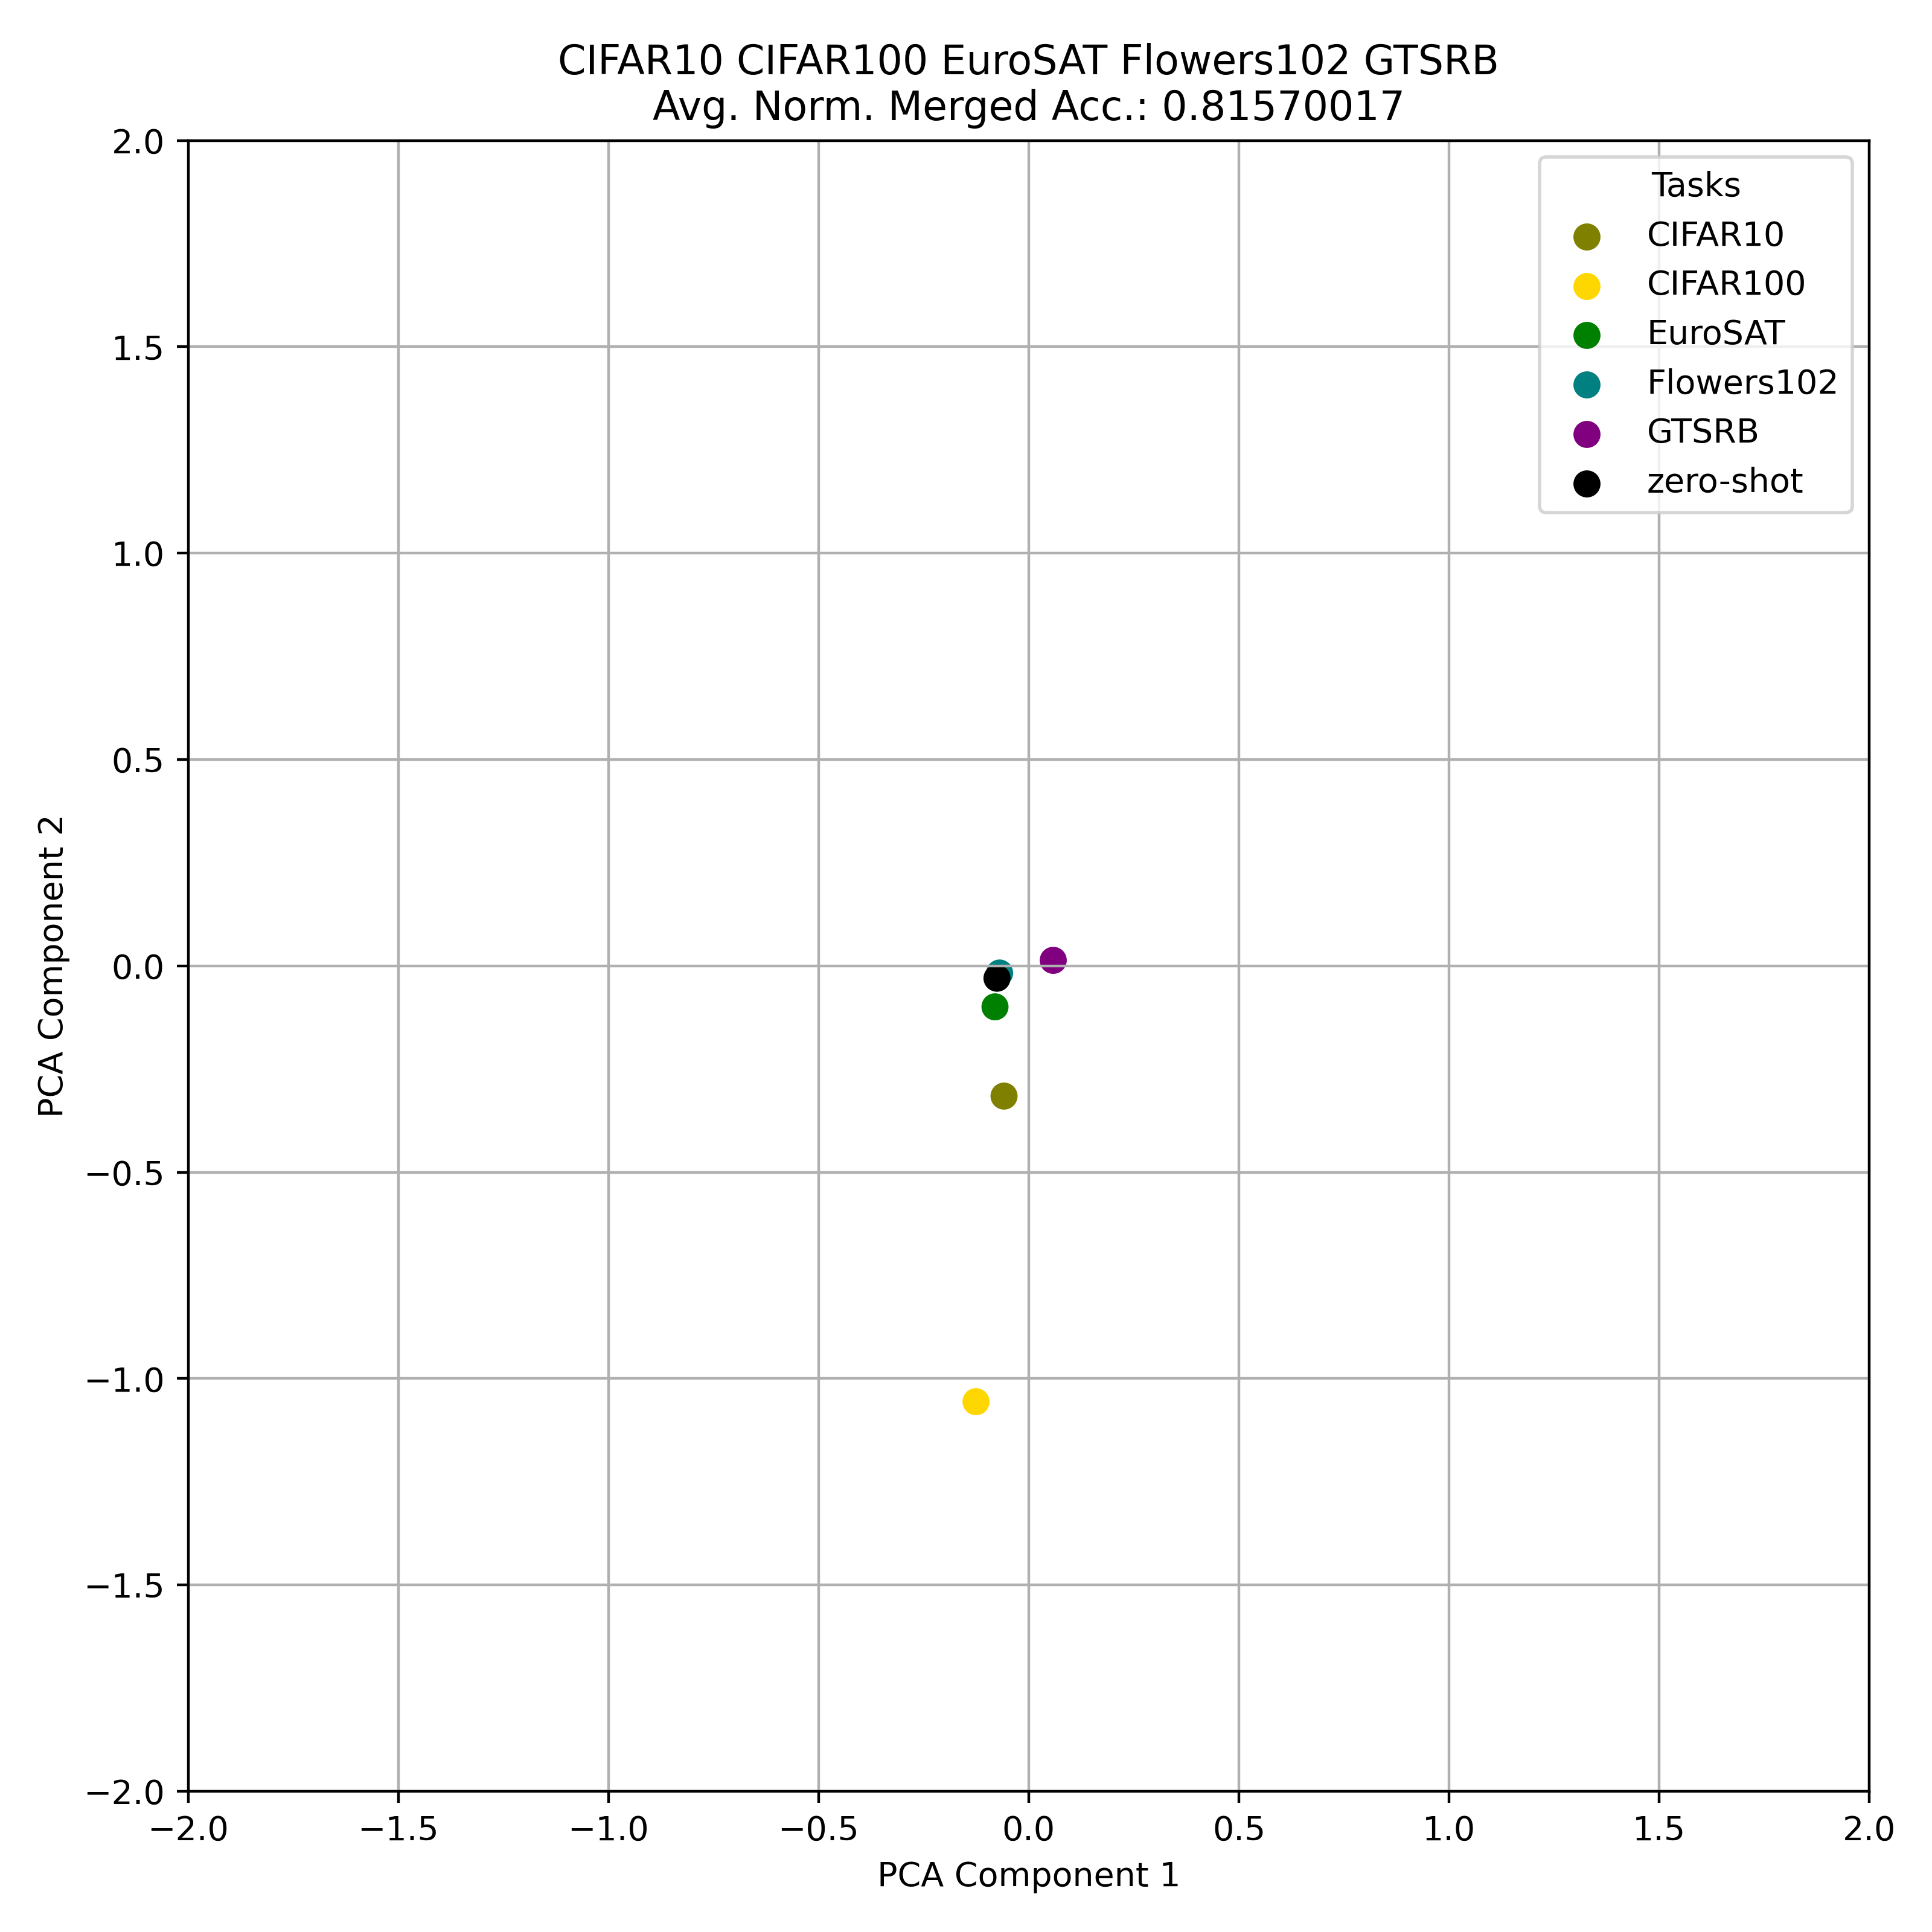 CIFAR10 CIFAR100 EuroSAT Flowers102 GTSRB
Avg. Norm. Merged Acc.: 0.81570017
Tasks
CIFAR10
CIFAR100
EuroSAT
Flowers102
GTSRB
zero-shot
2.0
1.5
1.0
0.5
0.0
−0.5
−1.0
−1.5
−2.0
PCA Component 2
−2.0 −1.5 −1.0 −0.5 0.0 0.5 1.0 1.5 2.0
PCA Component 1